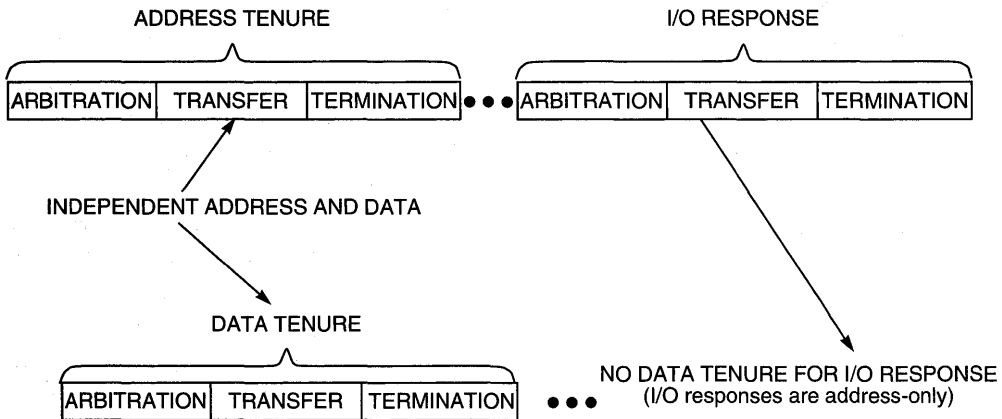 ADDRESS TENURE
I/O RESPONSE
ARBITRATION TRANSFER TERMINATION ●●● ARBITRATION TRANSFER TERMINATION
INDEPENDENT ADDRESS AND DATA
DATA TENURE
NO DATA TENURE FOR I/O RESPONSE
(I/O responses are address-only)
ARBITRATION TRANSFER TERMINATION ●●●